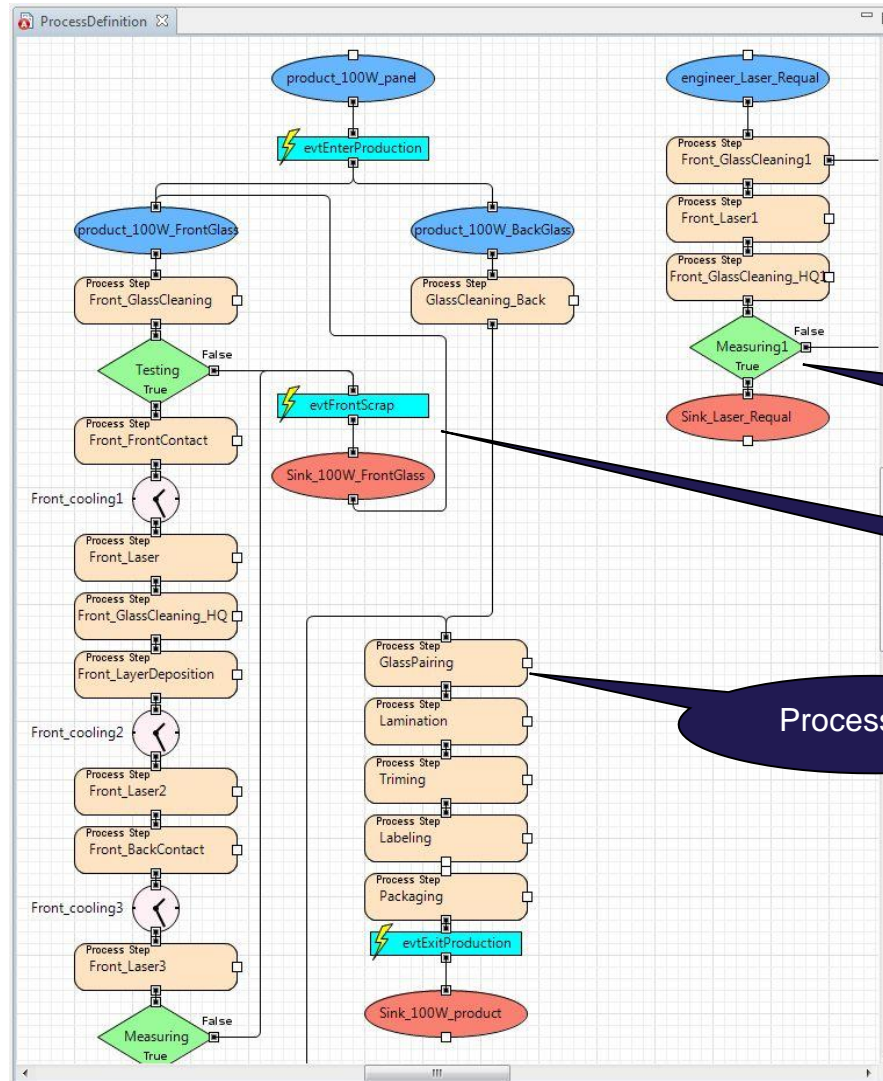 ProcessDefinition
product_100W_panel
evtEnterProduction
product_100W_FrontGlass
product_100W_BackGlass
Process Step
Front_GlassCleaning
Process Step
GlassCleaning_Back
Testing
False
True
evtFrontScrap
Sink_100W_FrontGlass
Process Step
Front_FrontContact
Front_cooling1
Process Step
Front_Laser
Process Step
Front_GlassCleaning_HQ
Process Step
Front_LayerDeposition
Front_cooling2
Process Step
Front_Laser2
Process Step
Front_BackContact
Front_cooling3
Process Step
Front_Laser3
Measuring
False
True
Process Step
GlassPairing
Process Step
Lamination
Process Step
Triming
Process Step
Labeling
Process Step
Packaging
evtExitProduction
Sink_100W_product
engineer_Laser_Requal
Process Step
Front_GlassCleaning1
Process Step
Front_Laser1
Process Step
Front_GlassCleaning_HQ1
Measuring1
False
True
Sink_Laser_Requal
Process